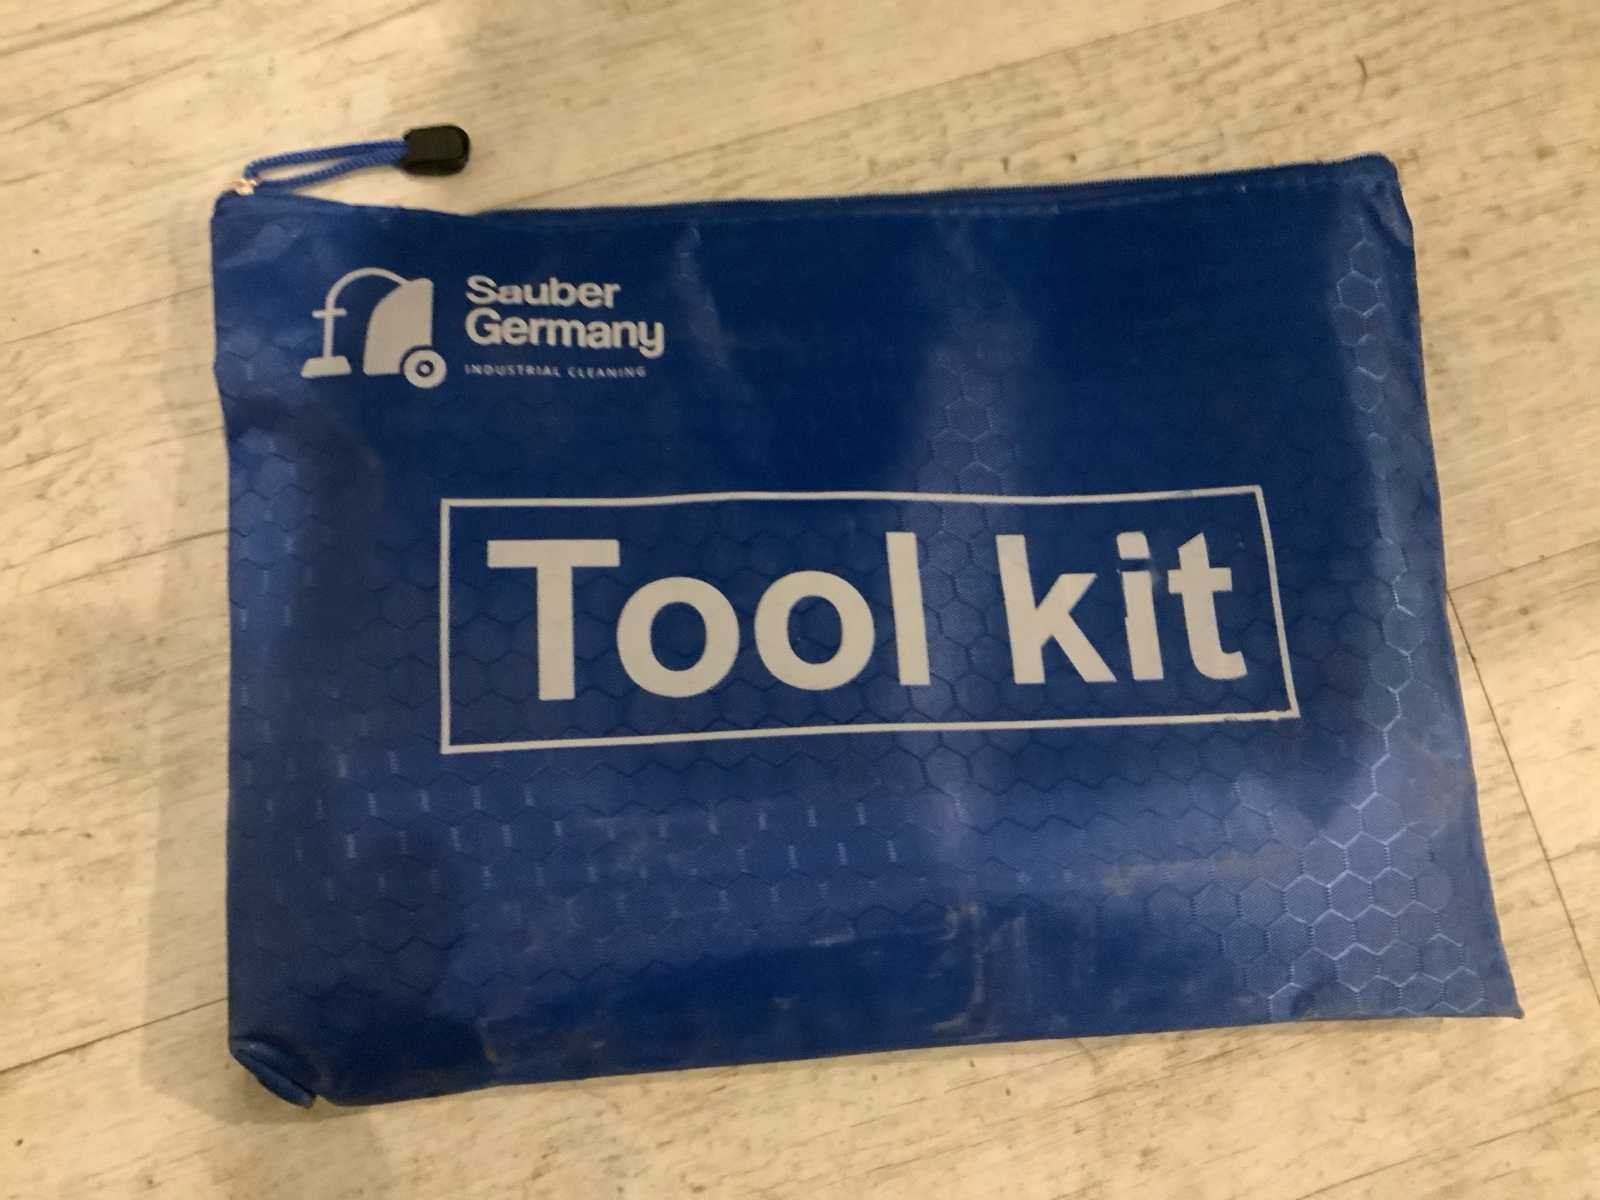 Sauber
Germany
INDUSTRIAL CLEANING
Tool kit